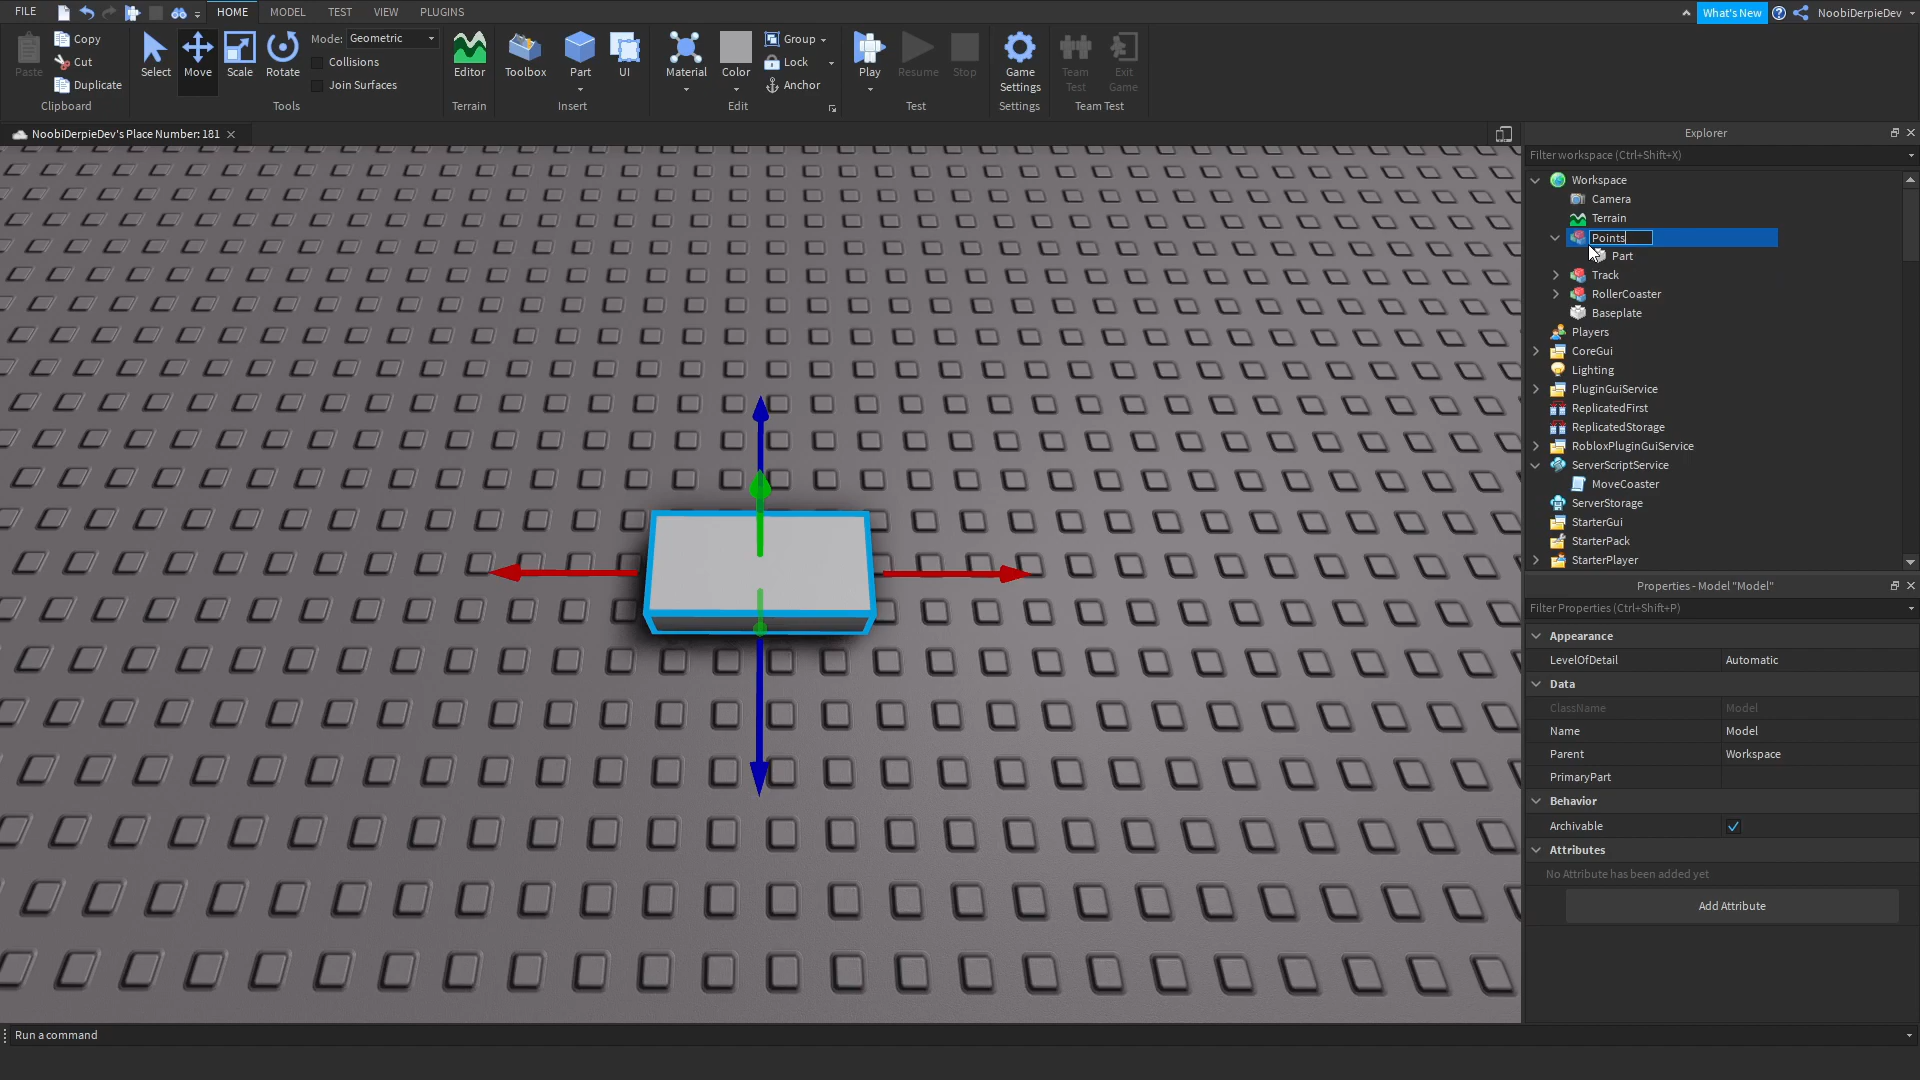 FILE
HOME
MODEL
TEST
VIEW
PLUGINS
What's New
NoobiDerpieDev
Paste
Copy
Cut
Duplicate
Clipboard
Select
Move
Scale
Rotate
Mode: Geometric
Collisions
Join Surfaces
Tools
Editor
Terrain
Toolbox
Part
UI
Insert
Material
Color
Group
Lock
Anchor
Edit
Play
Resume
Stop
Test
Game
Settings
Settings
Team
Test
Exit
Game
Team Test
NoobiDerpieDev's Place Number: 181
Explorer
Filter workspace (Ctrl+Shift+X)
Workspace
Camera
Terrain
Points
Part
Track
RollerCoaster
Baseplate
Players
CoreGui
Lighting
PluginGuiService
ReplicatedFirst
ReplicatedStorage
RobloxPluginGuiService
ServerScriptService
MoveCoaster
ServerStorage
StarterGui
StarterPack
StarterPlayer
Properties - Model "Model"
Filter Properties (Ctrl+Shift+P)
Appearance
LevelOfDetail Automatic
Data
ClassName Model
Name Model
Parent Workspace
PrimaryPart
Behavior
Archivable
Attributes
No Attribute has been added yet
Add Attribute
Run a command